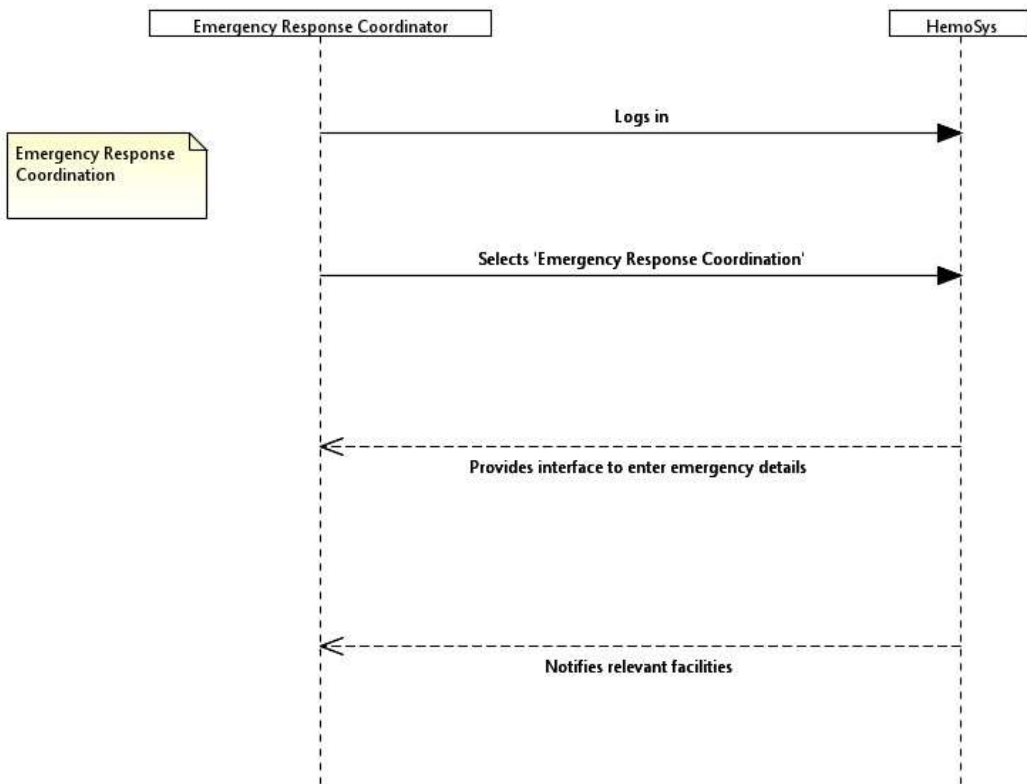 Emergency Response Coordinator
HemoSys
Logs in
Emergency Response
Coordination
Selects 'Emergency Response Coordination'
Provides interface to enter emergency details
Notifies relevant facilities